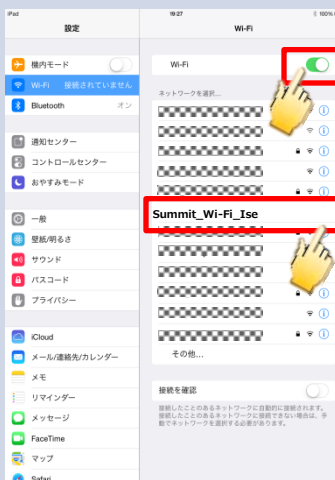 iPad 19:27 100%
設定
Wi-Fi
機内モード
Wi-Fi 接続されていません
Bluetooth オン
通知センター
コントロールセンター
おやすみモード
一般
壁紙/明るさ
サウンド
パスコード
プライバシー
iCloud
メール/連絡先/カレンダー
メモ
リマインダー
メッセージ
FaceTime
マップ
Safari
Wi-Fi
ネットワークを選択...
Summit_Wi-Fi_Ise
その他...
接続を確認
接続したことのあるネットワークに自動的に接続されます。
接続したことのあるネットワークに接続できない場合は、手
動でネットワークを選択する必要があります。